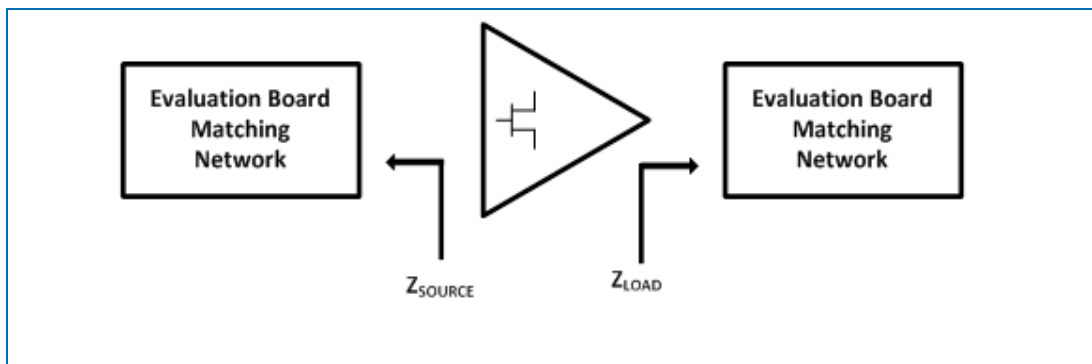 Evaluation Board
Matching
Network
Evaluation Board
Matching
Network
ZSOURCE
ZLOAD